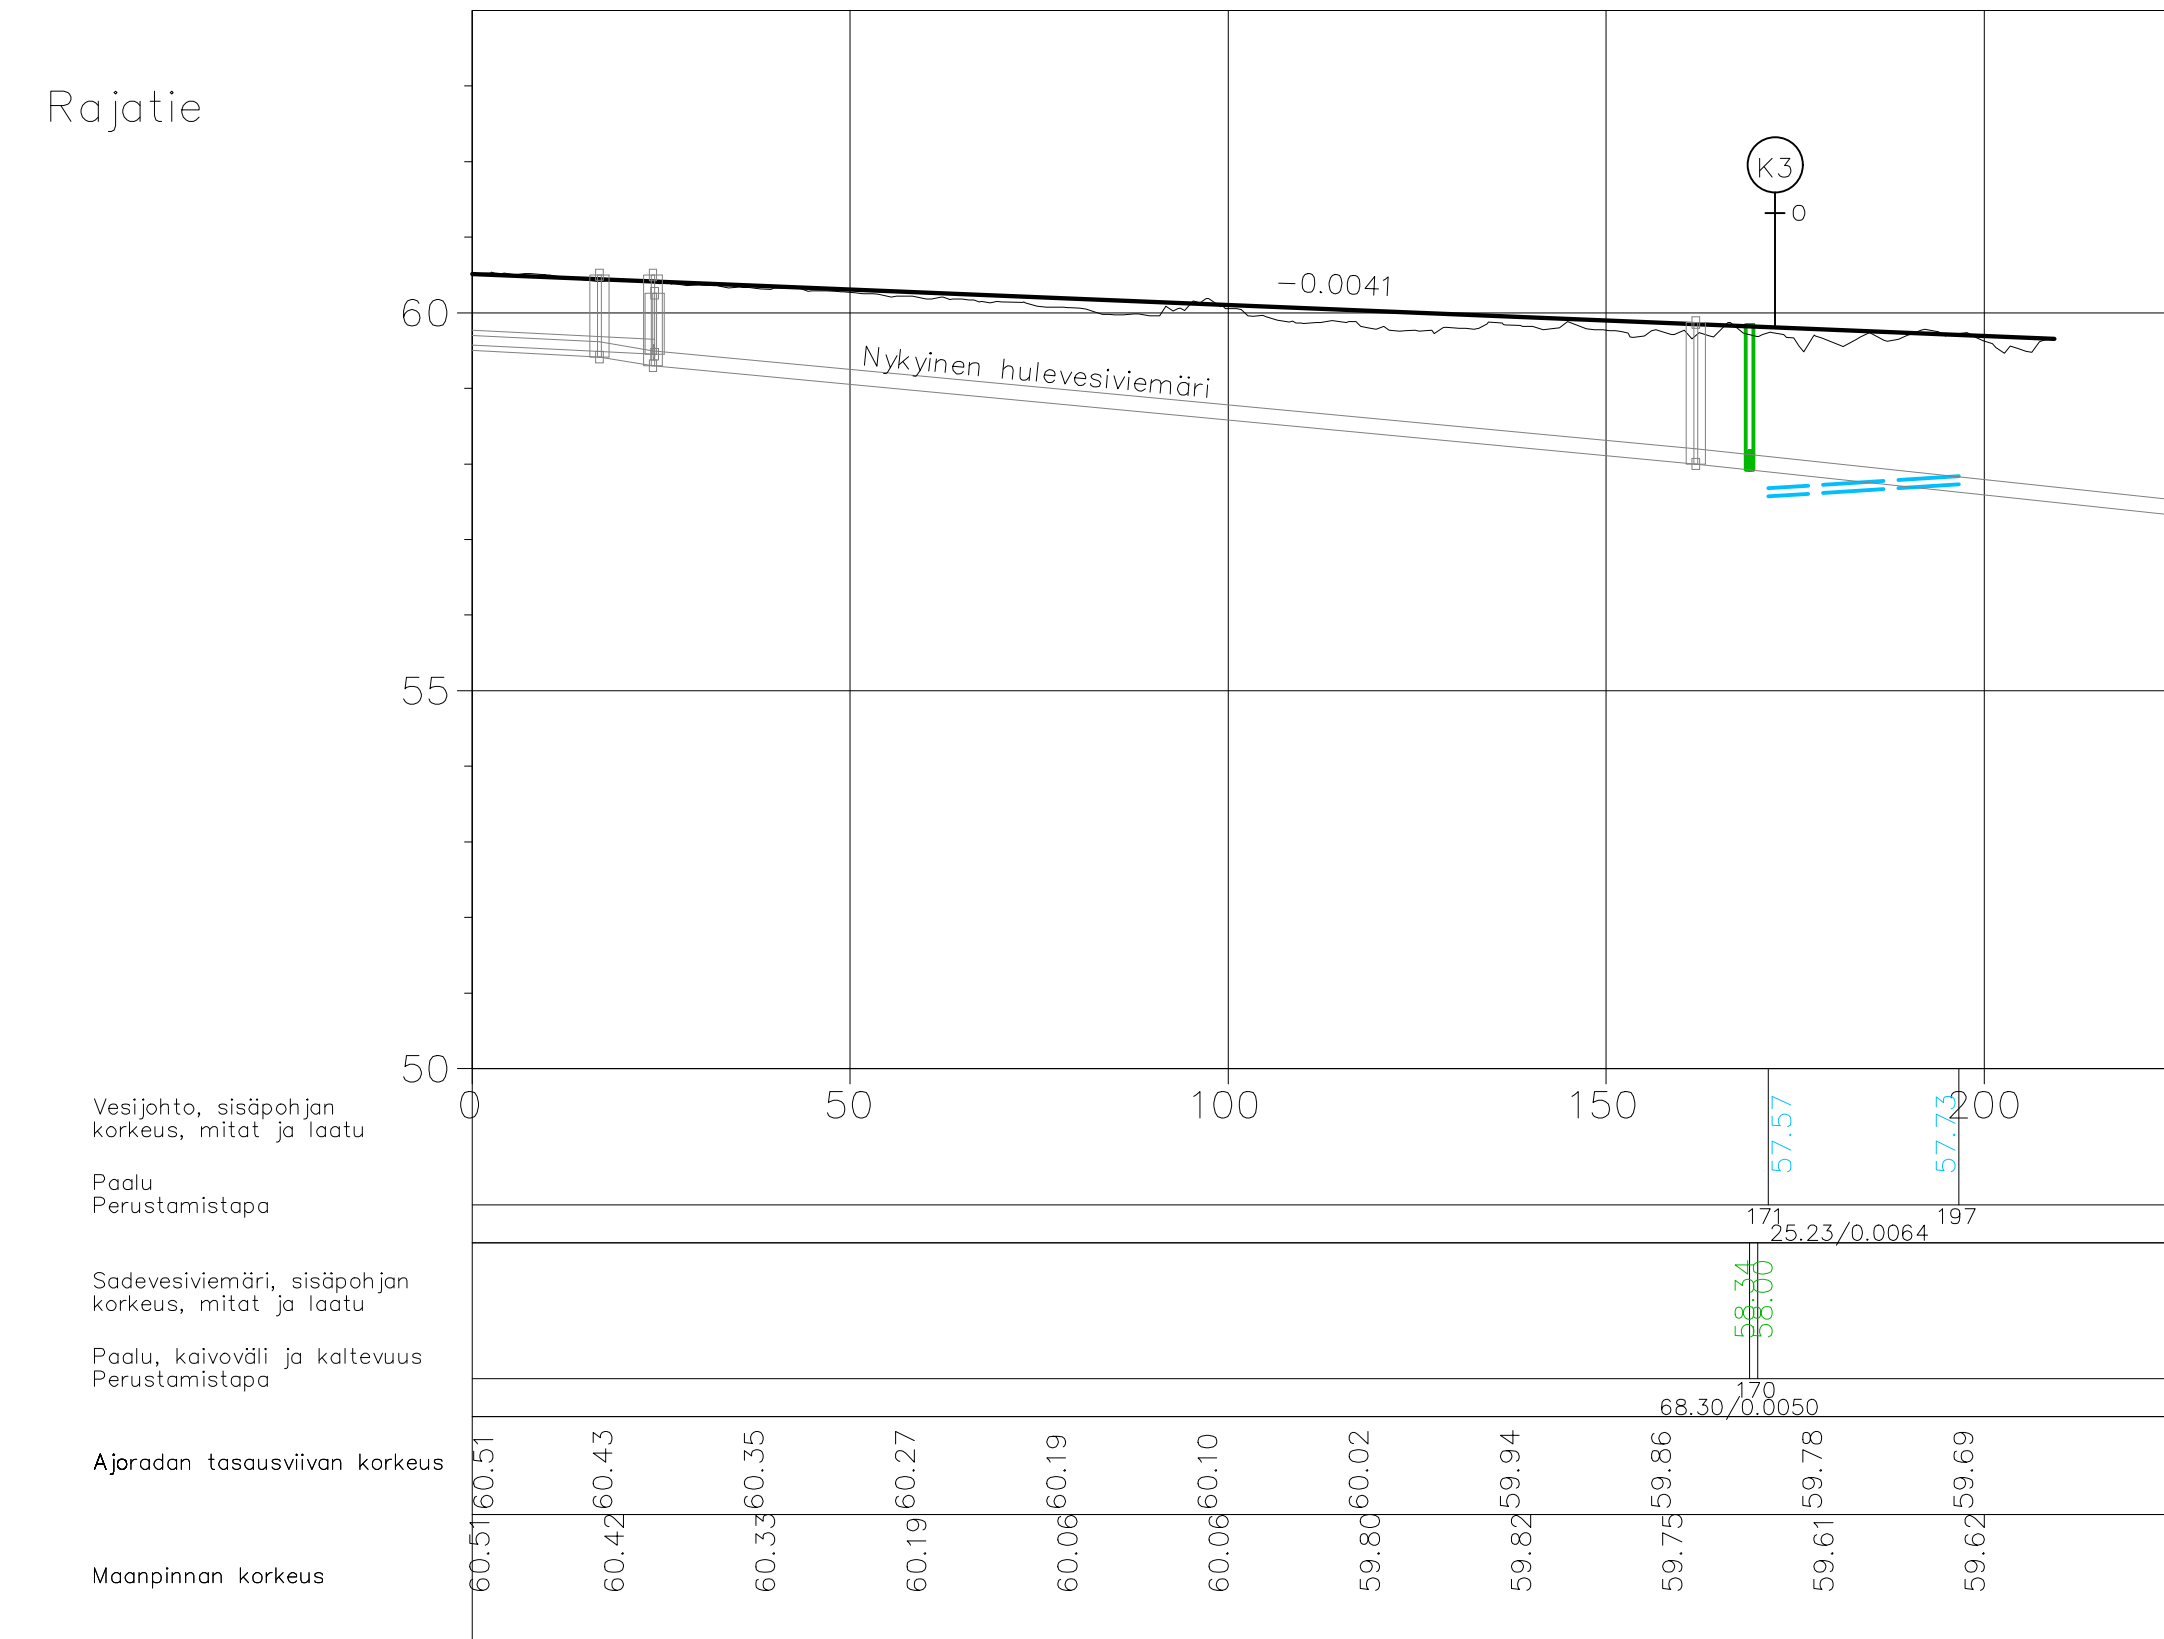 Rajatie
K3
0
-0.0041
60
Nykyinen hulevesiviemäri
55
50
0 50 100 150 200
Vesijohto, sisäpohjan
korkeus, mitat ja laatu
57.57 57.73
Paalu
Perustamistapa
171 197
25.23/0.0064
Sadevesiviemäri, sisäpohjan
korkeus, mitat ja laatu
58.34 58.00
Paalu, kaivoväli ja kaltevuus
Perustamistapa
170
68.30/0.0050
Ajoradan tasausviivan korkeus
60.51 60.43 60.35 60.27 60.19 60.10 60.02 59.94 59.86 59.78 59.69
Maanpinnan korkeus
60.51 60.42 60.33 60.19 60.06 60.06 59.80 59.82 59.75 59.61 59.62